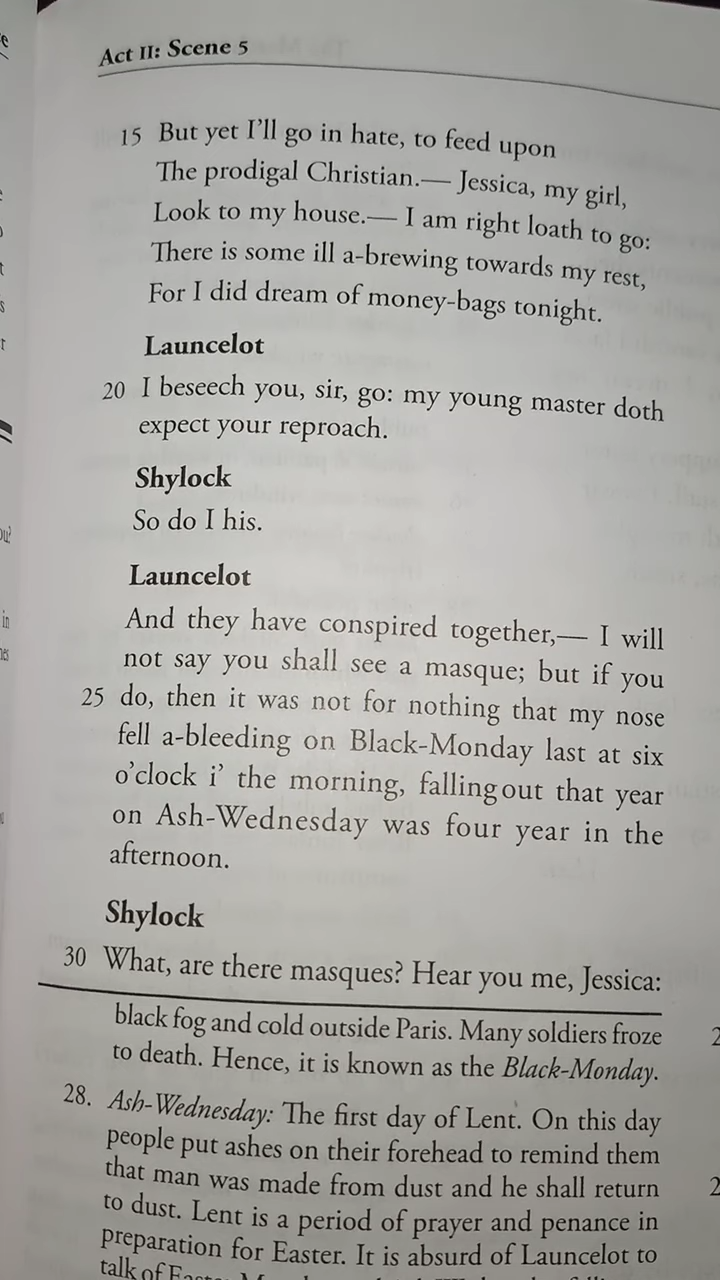 Act II: Scene 5
15 But yet I'll go in hate, to feed upon
The prodigal Christian.— Jessica, my girl,
Look to my house.— I am right loath to go:
There is some ill a-brewing towards my rest,
For I did dream of money-bags tonight.
Launcelot
20 I beseech you, sir, go: my young master doth
expect your reproach.
Shylock
So do I his.
Launcelot
And they have conspired together,— I will
not say you shall see a masque; but if you
25 do, then it was not for nothing that my nose
fell a-bleeding on Black-Monday last at six
o'clock i' the morning, falling out that year
on Ash-Wednesday was four year in the
afternoon.
Shylock
30 What, are there masques? Hear you me, Jessica:
black fog and cold outside Paris. Many soldiers froze
to death. Hence, it is known as the Black-Monday.
28. Ash-Wednesday: The first day of Lent. On this day
people put ashes on their forehead to remind them
that man was made from dust and he shall return
to dust. Lent is a period of prayer and penance in
preparation for Easter. It is absurd of Launcelot to
talk of